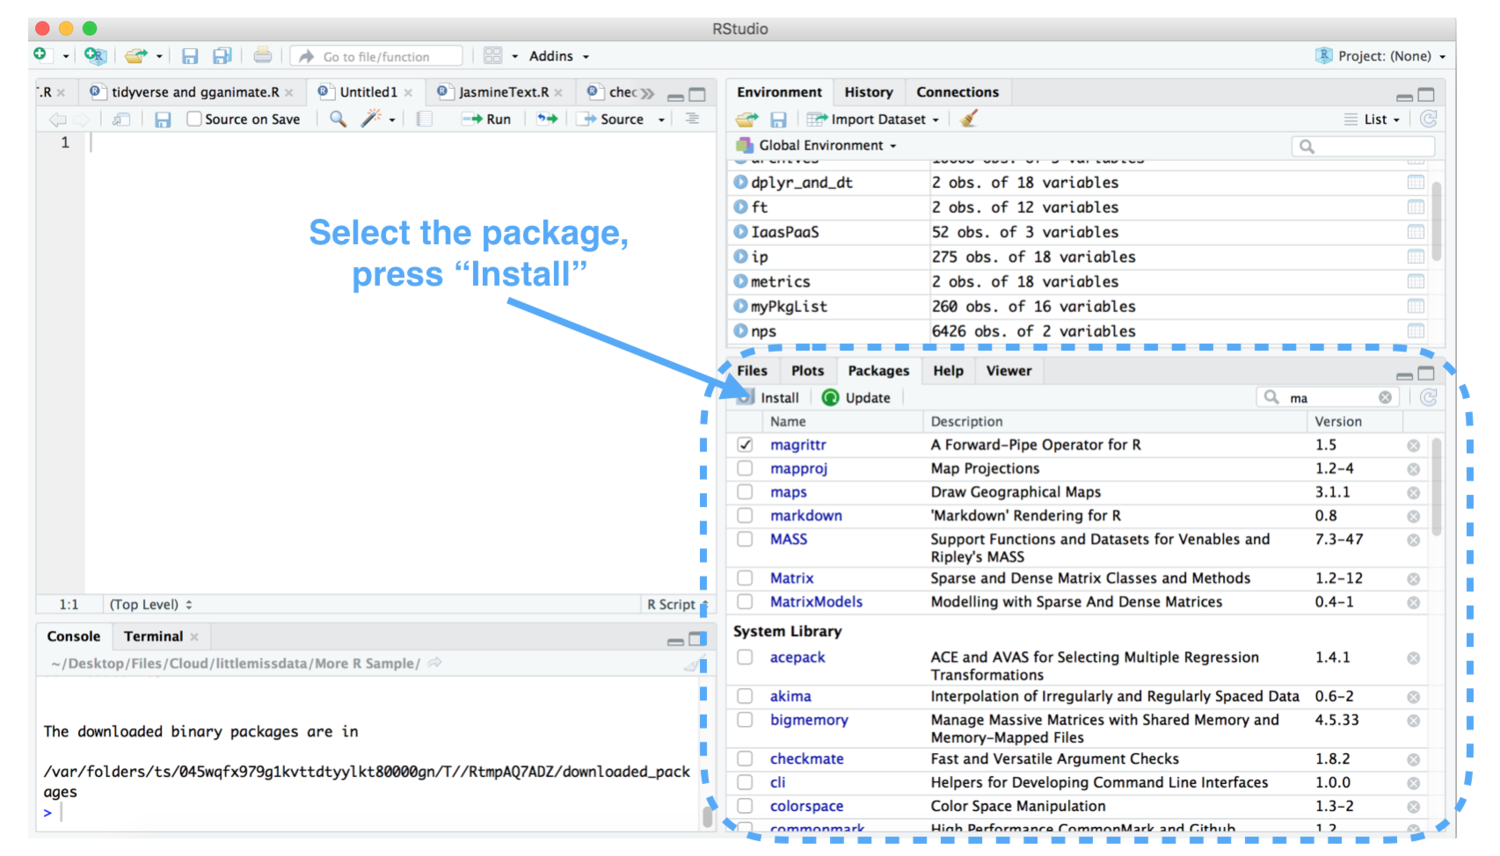 RStudio
Go to file/function
Addins
Project: (None)
.R
tidyverse and gganimate.R
Untitled1
JasmineText.R
chec
Source on Save
Run
Source
1
Select the package,
press “Install”
1:1
(Top Level)
R Script
Console
Terminal
~/Desktop/Files/Cloud/littlemissdata/More R Sample/
The downloaded binary packages are in
/var/folders/ts/045wqfx979g1kvttdtyylkt80000gn/T//RtmpAQ7ADZ/downloaded_pack
ages
>
Environment
History
Connections
Import Dataset
List
Global Environment
dplyr_and_dt 2 obs. of 18 variables
ft 2 obs. of 12 variables
IaasPaaS 52 obs. of 3 variables
ip 275 obs. of 18 variables
metrics 2 obs. of 18 variables
myPkgList 260 obs. of 16 variables
nps 6426 obs. of 2 variables
Files
Plots
Packages
Help
Viewer
Install
Update
ma
Name Description Version
magrittr A Forward-Pipe Operator for R 1.5
mapproj Map Projections 1.2-4
maps Draw Geographical Maps 3.1.1
markdown 'Markdown' Rendering for R 0.8
MASS Support Functions and Datasets for Venables and 7.3-47
Ripley's MASS
Matrix Sparse and Dense Matrix Classes and Methods 1.2-12
MatrixModels Modelling with Sparse And Dense Matrices 0.4-1
System Library
acepack ACE and AVAS for Selecting Multiple Regression 1.4.1
Transformations
akima Interpolation of Irregularly and Regularly Spaced Data 0.6-2
bigmemory Manage Massive Matrices with Shared Memory and 4.5.33
Memory-Mapped Files
checkmate Fast and Versatile Argument Checks 1.8.2
cli Helpers for Developing Command Line Interfaces 1.0.0
colorspace Color Space Manipulation 1.3-2
commonmark High Performance CommonMark and Github 1.2